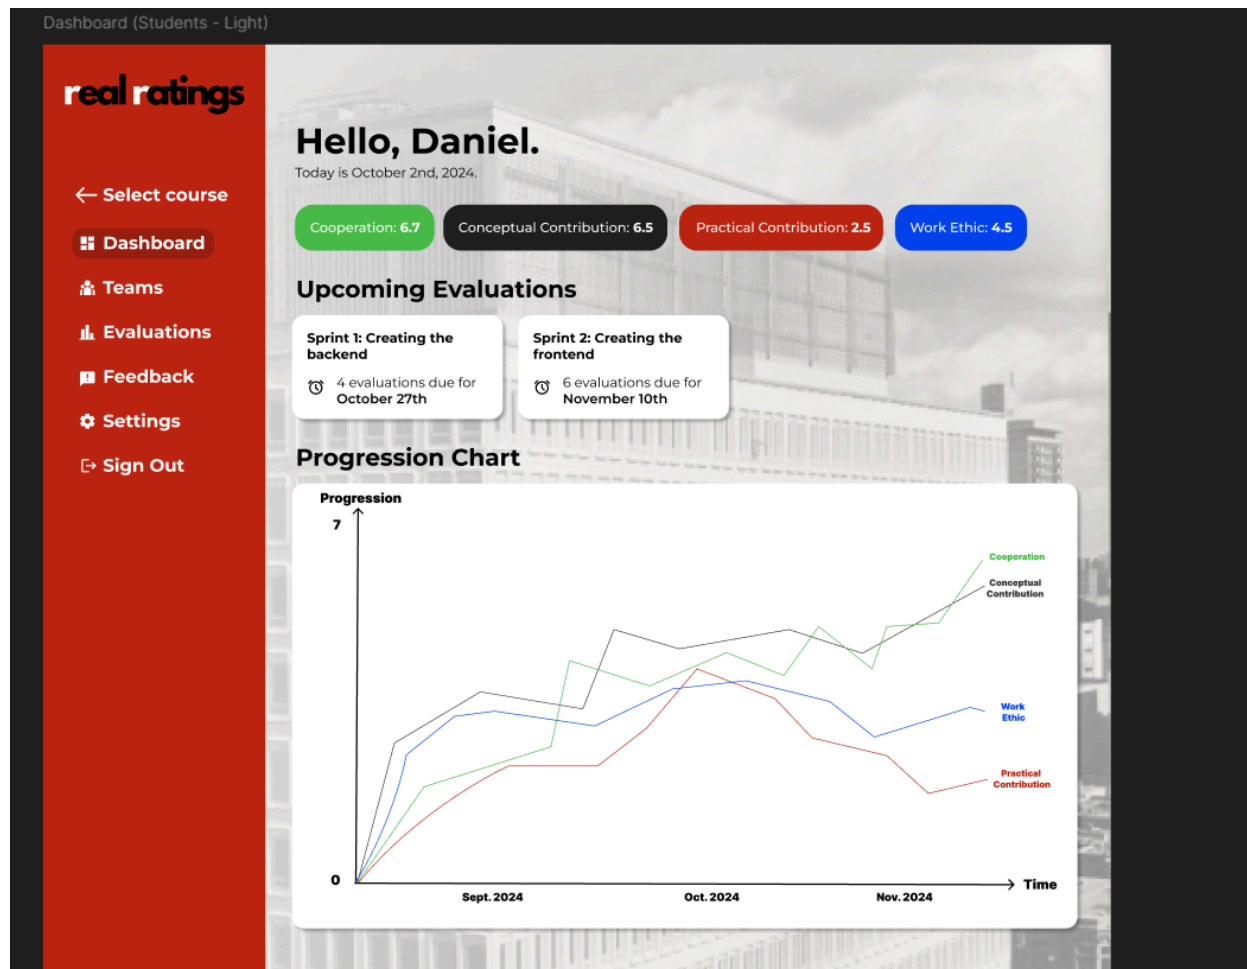 Dashboard (Students - Light)
real ratings
Select course
Dashboard
Teams
Evaluations
Feedback
Settings
Sign Out
Hello, Daniel.
Today is October 2nd, 2024.
Cooperation: 6.7
Conceptual Contribution: 6.5
Practical Contribution: 2.5
Work Ethic: 4.5
Upcoming Evaluations
Sprint 1: Creating the
backend
4 evaluations due for
October 27th
Sprint 2: Creating the
frontend
6 evaluations due for
November 10th
Progression Chart
Progression
7
Cooperation
Conceptual
Contribution
Work
Ethic
Practical
Contribution
0
Time
Sept. 2024
Oct. 2024
Nov. 2024